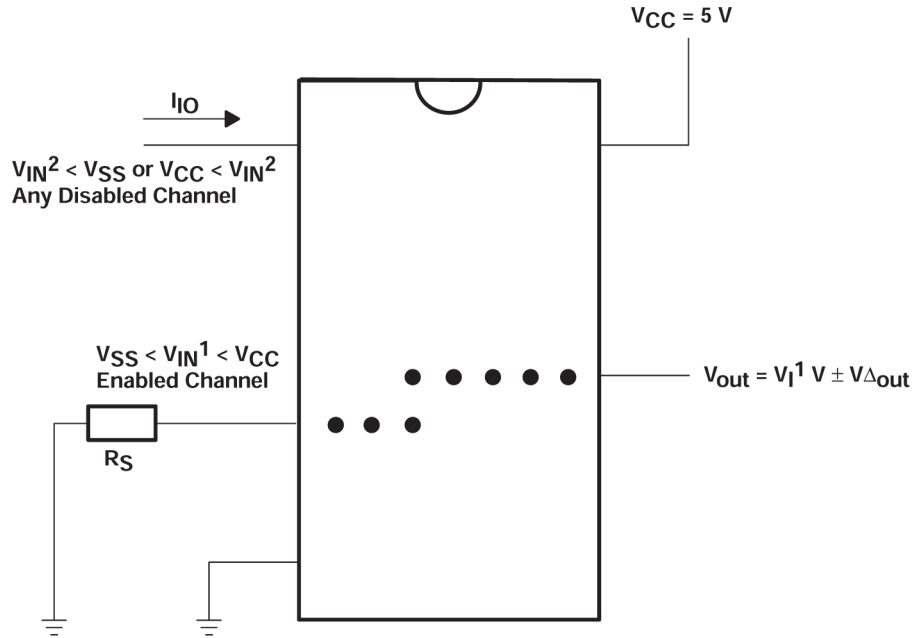 VCC = 5 V
IIO
VIN2 < VSS or VCC < VIN2
Any Disabled Channel
VSS < VIN1 < VCC
Enabled Channel
Vout = VI1 V ± VΔout
RS